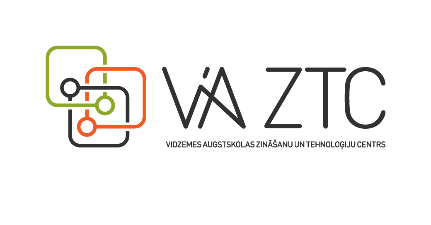 VIA ZTC
VIDZEMES AUGSTSKOLAS ZINĀŠANU UN TEHNOLOĢIJU CENTRS